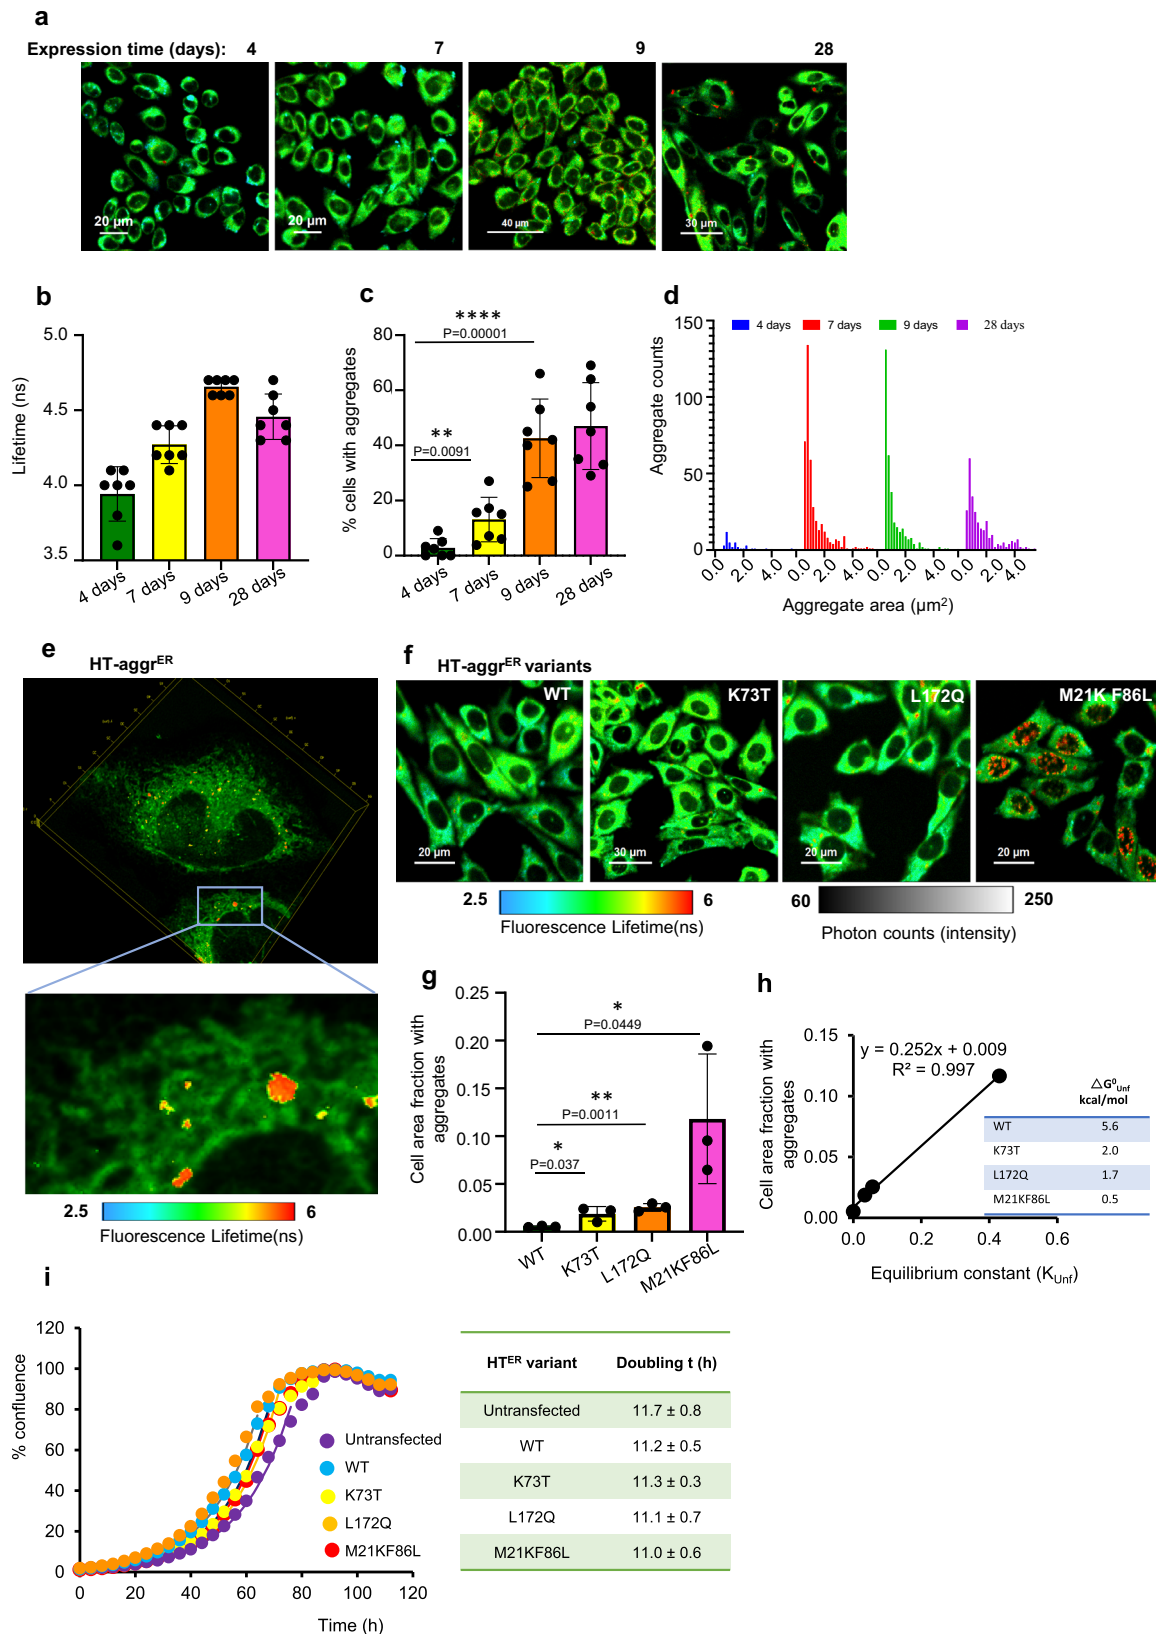 a
Expression time (days): 4 7 9 28
20 µm 20 µm 40 µm 30 µm
b
Lifetime (ns)
5.0
4.5
4.0
3.5
4 days 7 days 9 days 28 days
c
% cells with aggregates
****
P=0.00001
**
P=0.0091
80
60
40
20
0
4 days 7 days 9 days 28 days
d
4 days 7 days 9 days 28 days
Aggregate counts
150
100
50
0
0.0 2.0 4.0 0.0 2.0 4.0 0.0 2.0 4.0 0.0 2.0 4.0
Aggregate area (µm²)
e
HT-aggrᴱᴿ
2.5 6
Fluorescence Lifetime(ns)
f
HT-aggrᴱᴿ variants
WT K73T L172Q M21K F86L
20 µm 30 µm 20 µm 20 µm
2.5 6
Fluorescence Lifetime(ns)
60 250
Photon counts (intensity)
g
Cell area fraction with
aggregates
0.25
0.20
0.15
0.10
0.05
0.00
*
P=0.0449
**
P=0.0011
*
P=0.037
WT K73T L172Q M21KF86L
h
Cell area fraction with
aggregates
0.15
0.10
0.05
0.00
y = 0.252x + 0.009
R² = 0.997
△G⁰Unf
kcal/mol
WT 5.6
K73T 2.0
L172Q 1.7
M21KF86L 0.5
0.0 0.2 0.4 0.6
Equilibrium constant (KUnf)
i
% confluence
120
100
80
60
40
20
0
0 20 40 60 80 100 120
Time (h)
Untransfected
WT
K73T
L172Q
M21KF86L
HTᴱᴿ variant Doubling t (h)
Untransfected 11.7 ± 0.8
WT 11.2 ± 0.5
K73T 11.3 ± 0.3
L172Q 11.1 ± 0.7
M21KF86L 11.0 ± 0.6